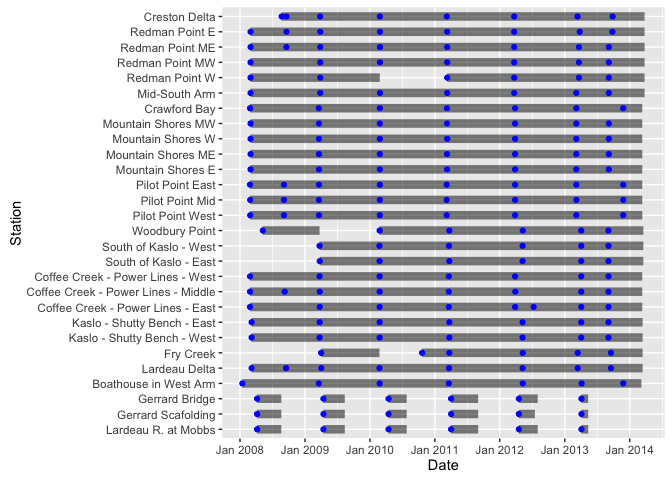 Creston Delta
Redman Point E
Redman Point ME
Redman Point MW
Redman Point W
Mid-South Arm
Crawford Bay
Mountain Shores MW
Mountain Shores W
Mountain Shores ME
Mountain Shores E
Pilot Point East
Pilot Point Mid
Pilot Point West
Woodbury Point
South of Kaslo - West
South of Kaslo - East
Coffee Creek - Power Lines - West
Coffee Creek - Power Lines - Middle
Coffee Creek - Power Lines - East
Kaslo - Shutty Bench - East
Kaslo - Shutty Bench - West
Fry Creek
Lardeau Delta
Boathouse in West Arm
Gerrard Bridge
Gerrard Scafolding
Lardeau R. at Mobbs
Station
Jan 2008 Jan 2009 Jan 2010 Jan 2011 Jan 2012 Jan 2013 Jan 2014
Date